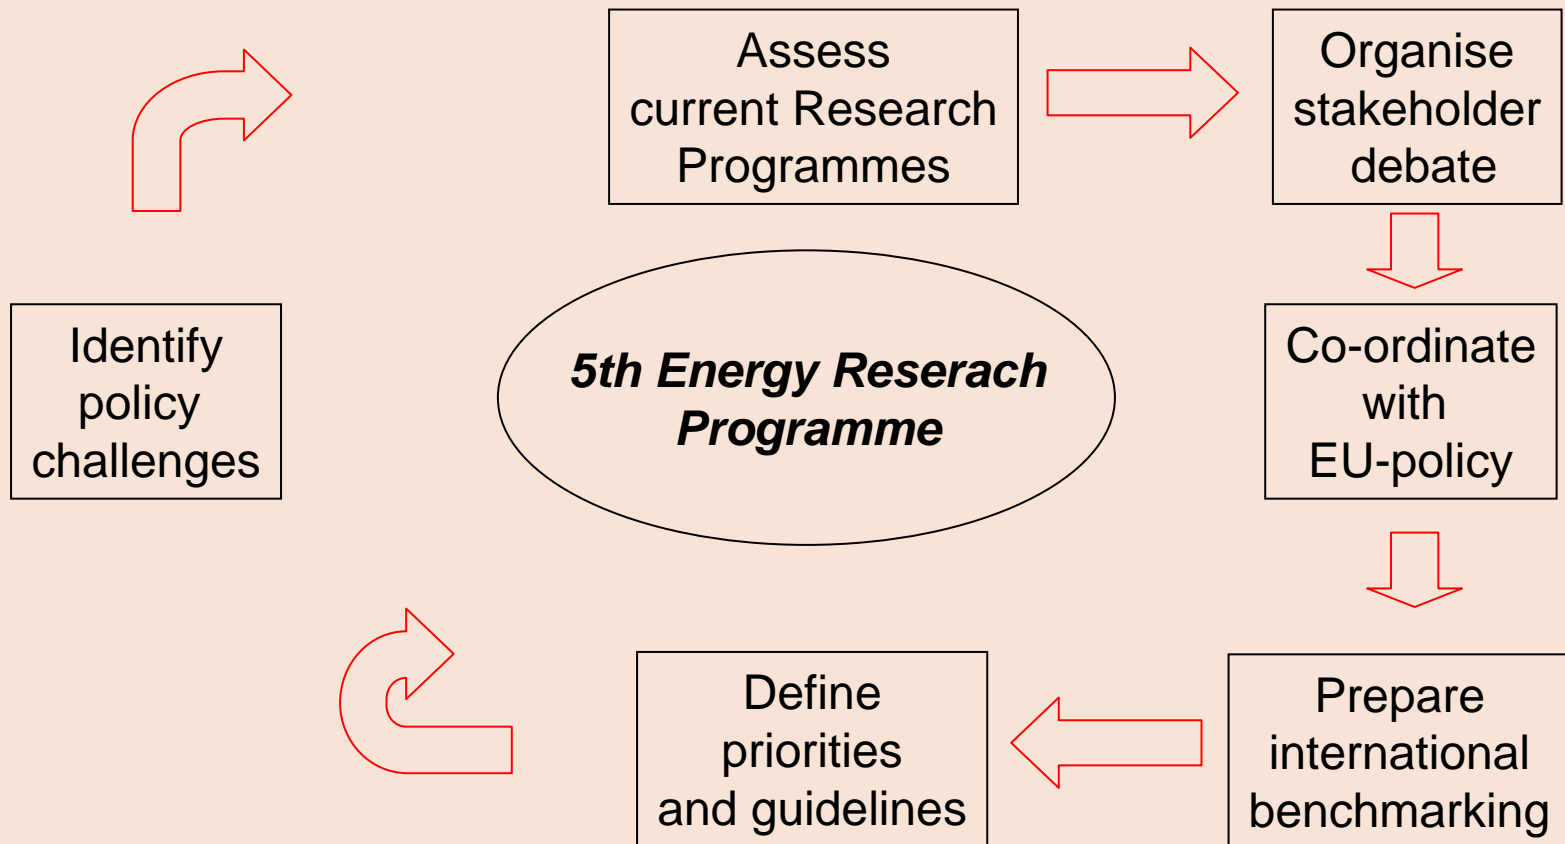 Assess
current Research
Programmes
Organise
stakeholder
debate
Identify
policy
challenges
5th Energy Reserach
Programme
Co-ordinate
with
EU-policy
Define
priorities
and guidelines
Prepare
international
benchmarking